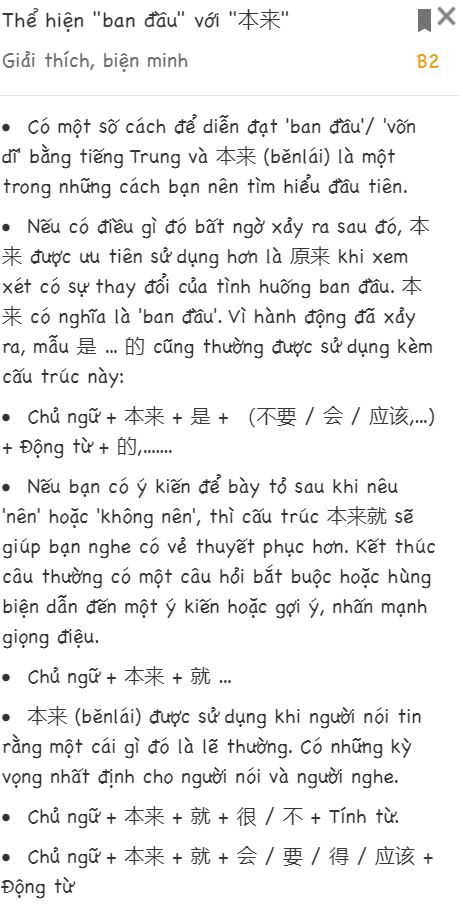 Thể hiện "ban đầu" với "本来"
Giải thích, biện minh B2
• Có một số cách để diễn đạt 'ban đầu'/ 'vốn
dĩ' bằng tiếng Trung và 本来 (běnlái) là một
trong những cách bạn nên tìm hiểu đầu tiên.
• Nếu có điều gì đó bất ngờ xảy ra sau đó, 本
来 được ưu tiên sử dụng hơn là 原来 khi xem
xét có sự thay đổi của tình huống ban đầu. 本
来 có nghĩa là 'ban đầu'. Vì hành động đã xảy
ra, mẫu 是 ... 的 cũng thường được sử dụng kèm
cấu trúc này:
• Chủ ngữ + 本来 + 是 + (不要 / 会 / 应该,...)
+ Động từ + 的,.......
• Nếu bạn có ý kiến để bày tỏ sau khi nêu
'nên' hoặc 'không nên', thì cấu trúc 本来就 sẽ
giúp bạn nghe có vẻ thuyết phục hơn. Kết thúc
câu thường có một câu hỏi bắt buộc hoặc hùng
biện dẫn đến một ý kiến hoặc gợi ý, nhấn mạnh
giọng điệu.
• Chủ ngữ + 本来 + 就 ...
• 本来 (běnlái) được sử dụng khi người nói tin
rằng một cái gì đó là lẽ thường. Có những kỳ
vọng nhất định cho người nói và người nghe.
• Chủ ngữ + 本来 + 就 + 很 / 不 + Tính từ.
• Chủ ngữ + 本来 + 就 + 会 / 要 / 得 / 应该 +
Động từ